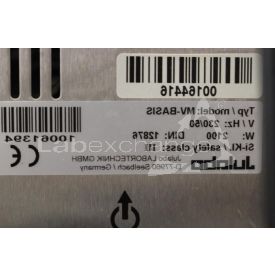 00164416
Typ / model: MV-BASIS
V / Hz: 230/50
W: 2100 DIN: 12876
Si-Kl./ safety class: III
10061394
Julabo
Julabo LABORTECHNIK GMBH
D-77960 Seelbach / Germany
Labexchange